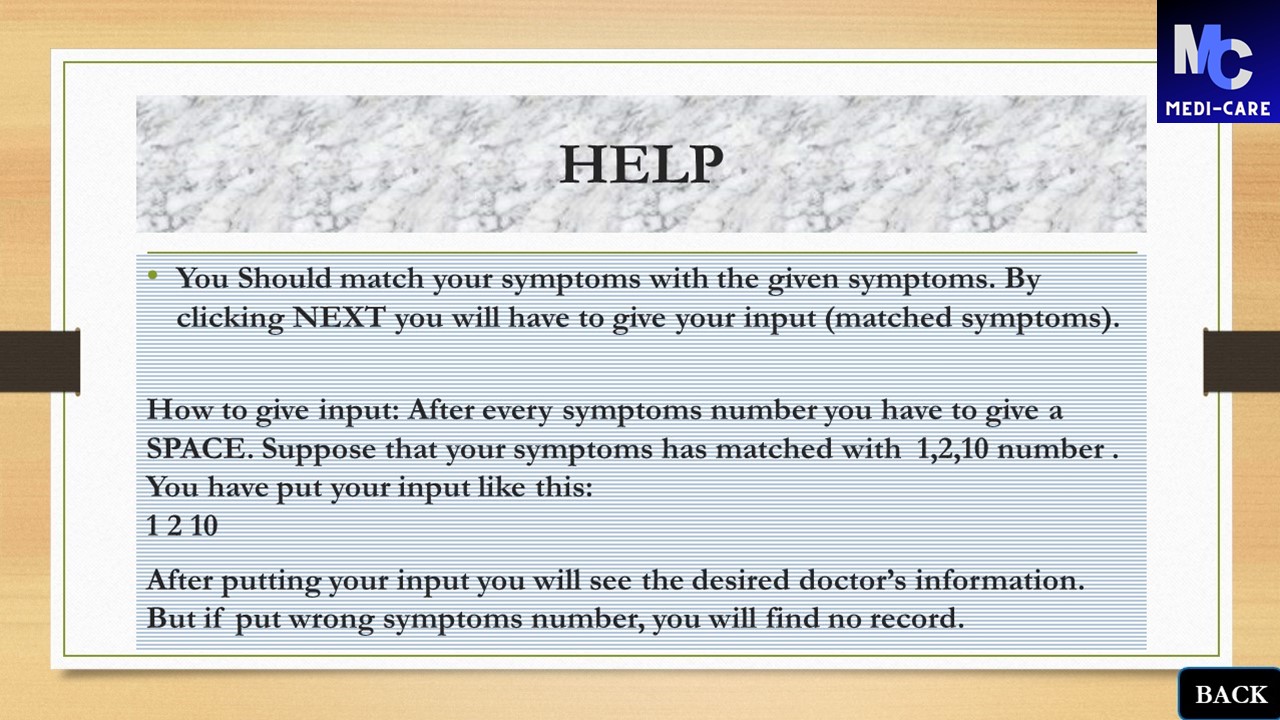 MC
MEDI-CARE
HELP
• You Should match your symptoms with the given symptoms. By
clicking NEXT you will have to give your input (matched symptoms).
How to give input: After every symptoms number you have to give a
SPACE. Suppose that your symptoms has matched with 1,2,10 number .
You have put your input like this:
1 2 10
After putting your input you will see the desired doctor’s information.
But if put wrong symptoms number, you will find no record.
BACK